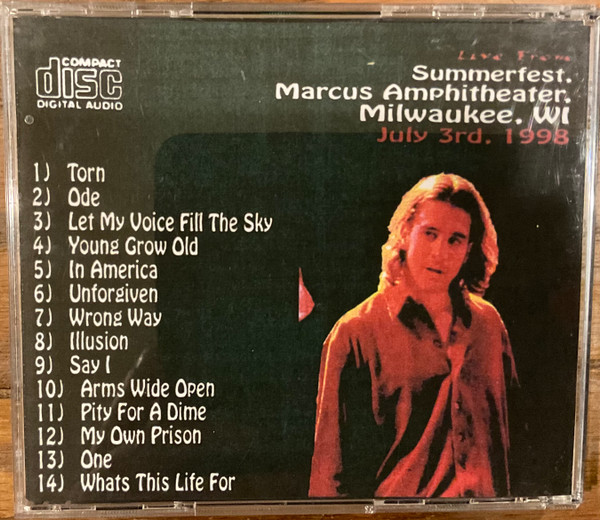 COMPACT
disc
DIGITAL AUDIO
Live From
Summerfest,
Marcus Amphitheater,
Milwaukee, WI
July 3rd, 1998
1) Torn
2) Ode
3) Let My Voice Fill The Sky
4) Young Grow Old
5) In America
6) Unforgiven
7) Wrong Way
8) Illusion
9) Say I
10) Arms Wide Open
11) Pity For A Dime
12) My Own Prison
13) One
14) Whats This Life For